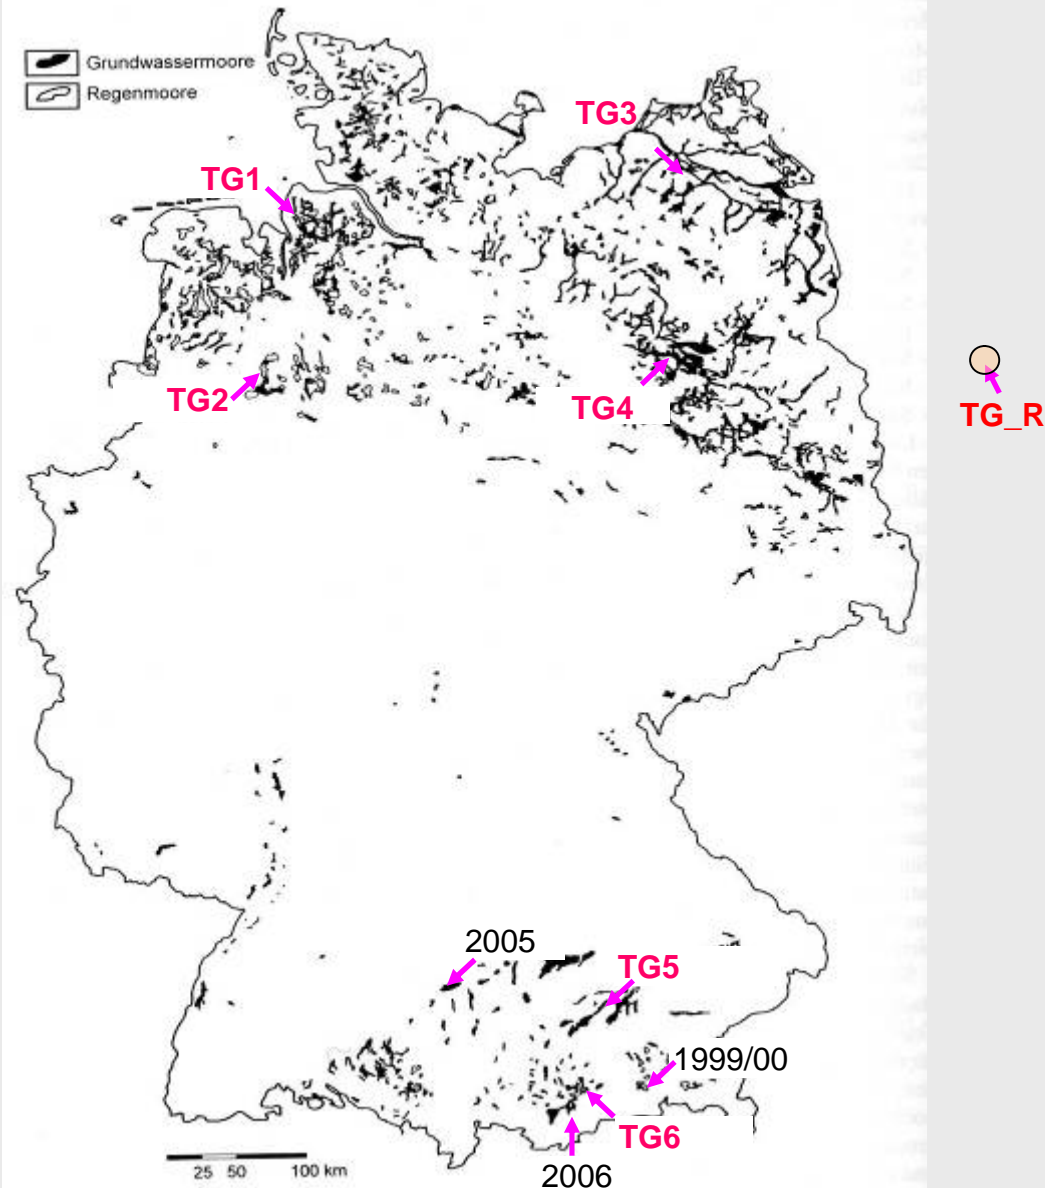 Grundwassermoore
Regenmoore
TG3
TG1
TG2
TG4
TG_R
2005
TG5
1999/00
TG6
2006
25 50 100 km